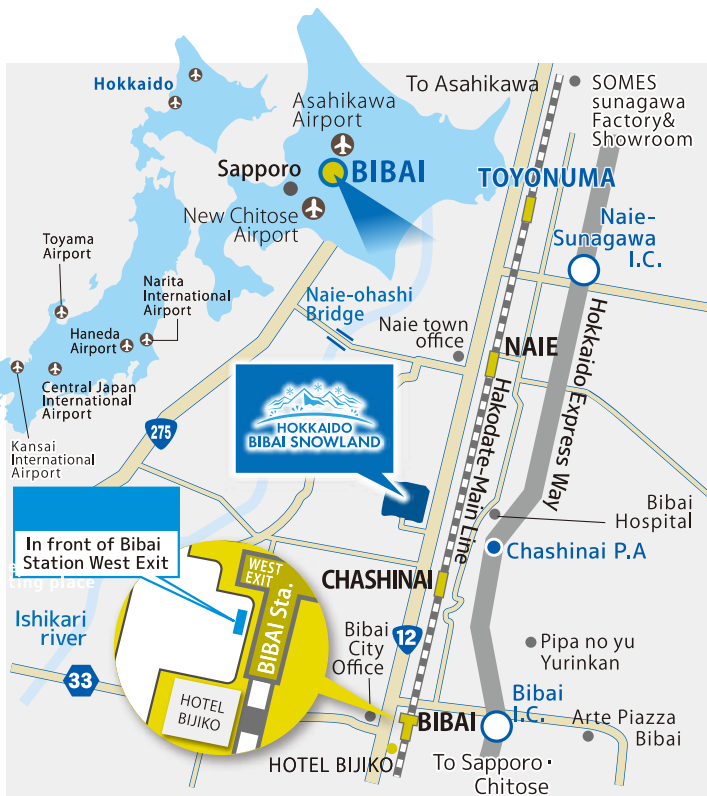 Hokkaido
Asahikawa
Airport
Sapporo
BIBAI
New Chitose
Airport
To Asahikawa
SOMES
sunagawa
Factory&
Showroom
TOYONUMA
Naie-
Sunagawa
I.C.
Toyama
Airport
Narita
International
Airport
Haneda
Airport
Central Japan
International
Airport
Kansai
International
Airport
Naie-ohashi
Bridge
Naie town
office
NAIE
Hokkaido Express Way
Hakodate-Main Line
275
HOKKAIDO
BIBAI SNOWLAND
Bibai
Hospital
Chashinai P.A
In front of Bibai
Station West Exit
ting place
WEST
EXIT
BIBAI Sta.
HOTEL
BIJIKO
CHASHINAI
Ishikari
river
33
12
Bibai
City
Office
Pipa no yu
Yurinkan
BIBAI
Bibai
I.C.
Arte Piazza
Bibai
HOTEL BIJIKO
To Sapporo・
Chitose